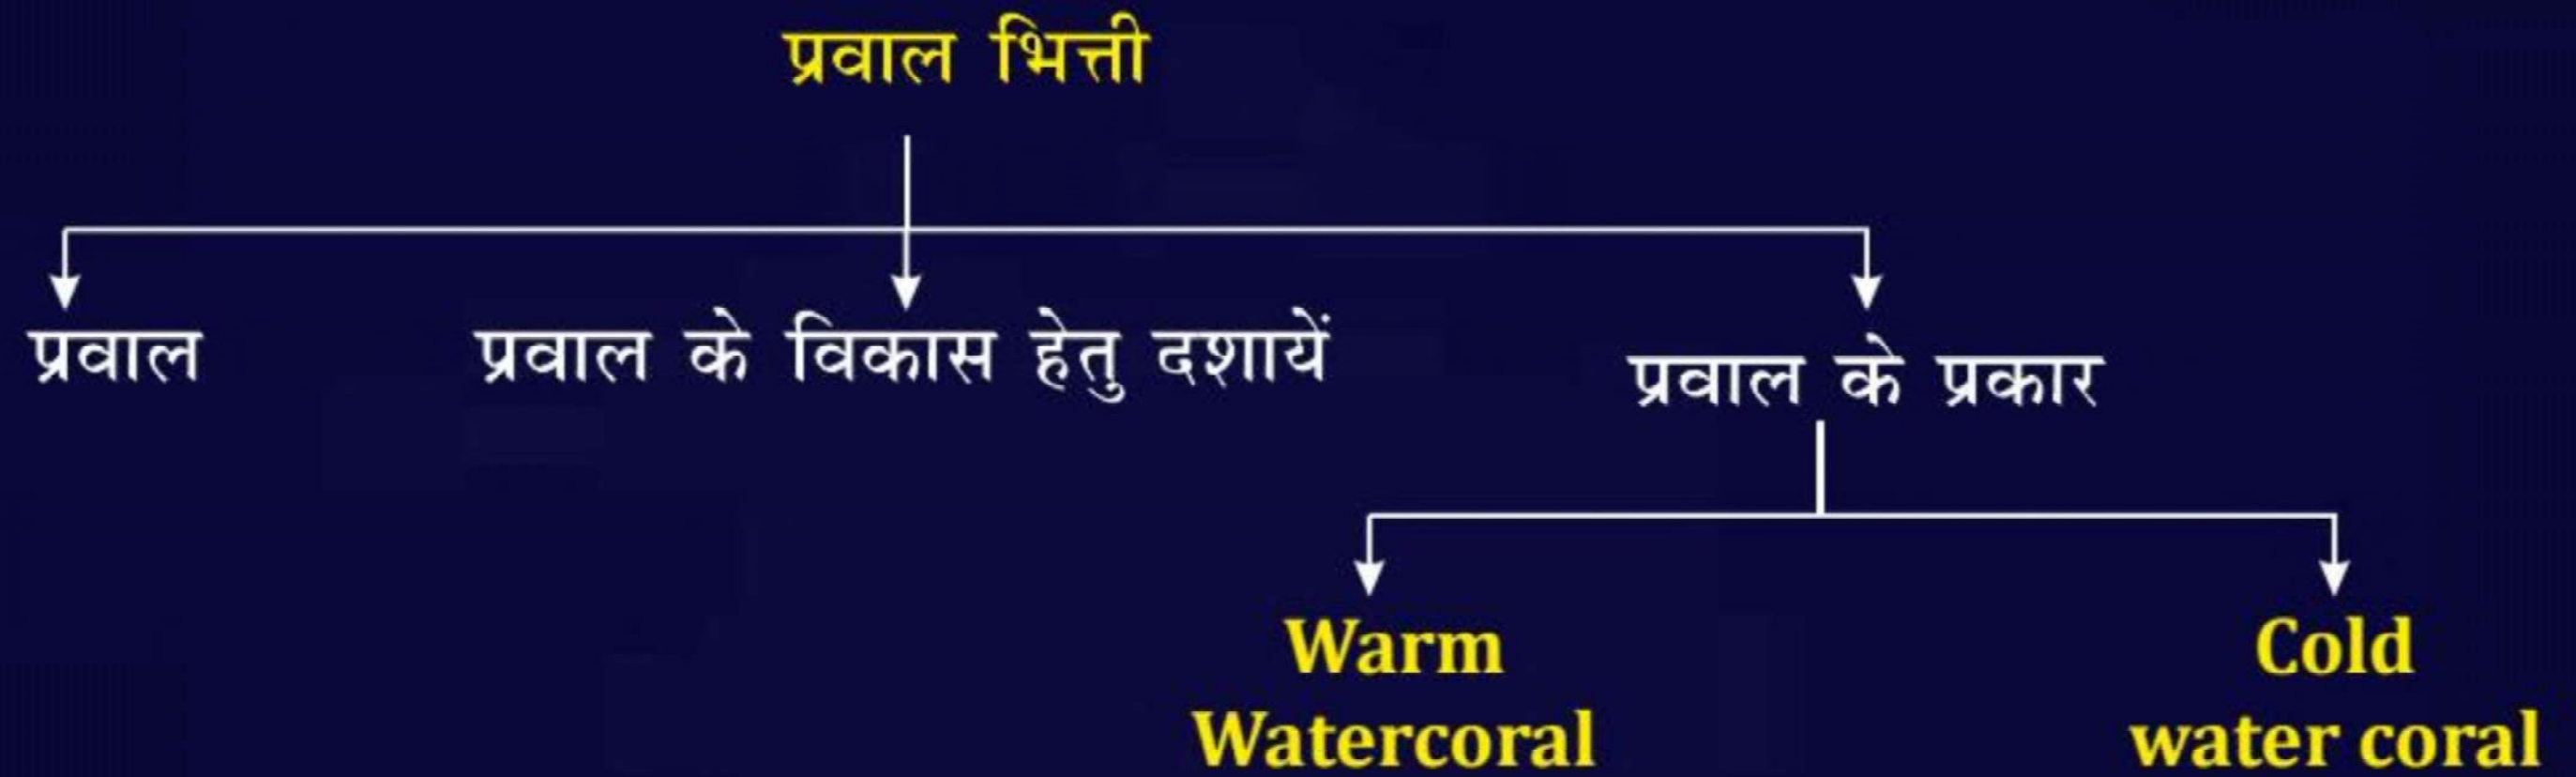 प्रवाल भित्ती
प्रवाल
प्रवाल के विकास हेतु दशायें
प्रवाल के प्रकार
Warm
Watercoral
Cold
water coral